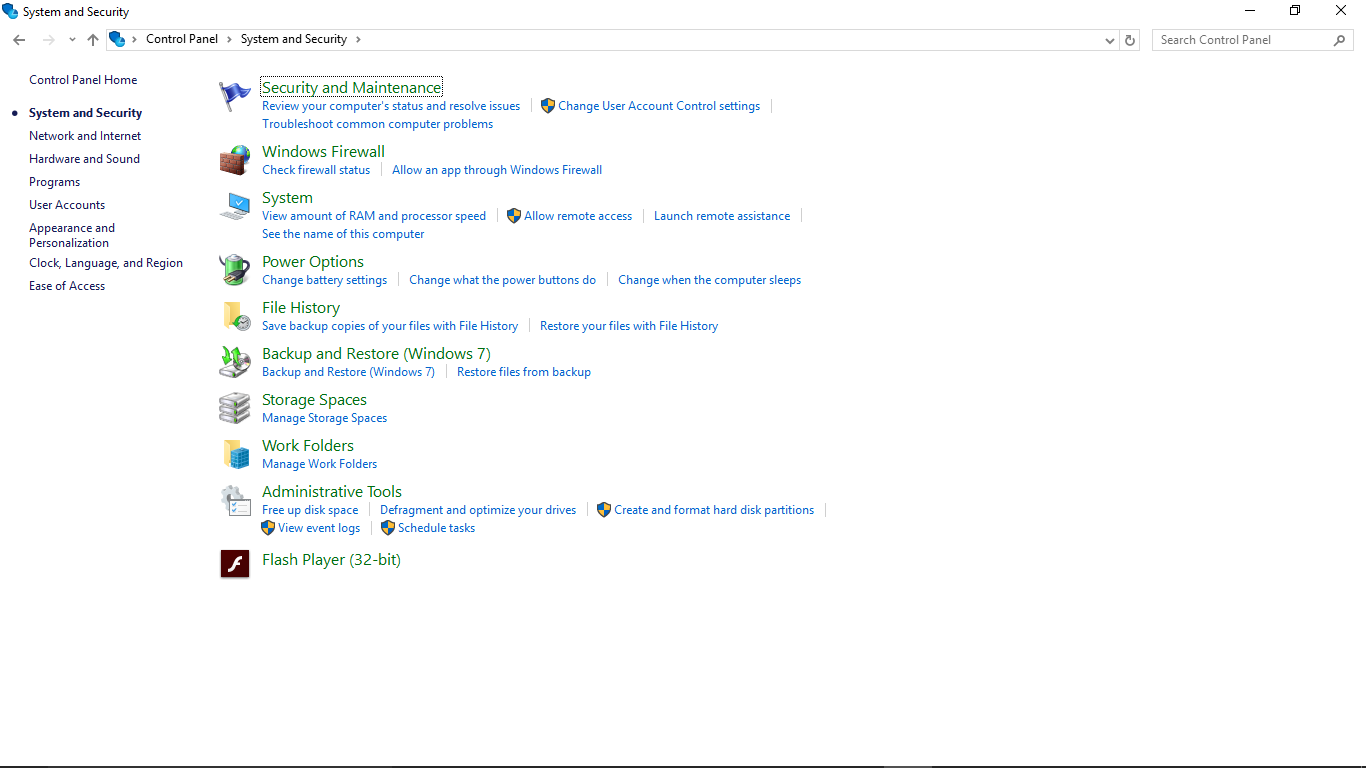 System and Security
Control Panel System and Security
Search Control Panel
Control Panel Home
System and Security
Network and Internet
Hardware and Sound
Programs
User Accounts
Appearance and
Personalization
Clock, Language, and Region
Ease of Access
Security and Maintenance
Review your computer's status and resolve issues Change User Account Control settings
Troubleshoot common computer problems
Windows Firewall
Check firewall status Allow an app through Windows Firewall
System
View amount of RAM and processor speed Allow remote access Launch remote assistance
See the name of this computer
Power Options
Change battery settings Change what the power buttons do Change when the computer sleeps
File History
Save backup copies of your files with File History Restore your files with File History
Backup and Restore (Windows 7)
Backup and Restore (Windows 7) Restore files from backup
Storage Spaces
Manage Storage Spaces
Work Folders
Manage Work Folders
Administrative Tools
Free up disk space Defragment and optimize your drives Create and format hard disk partitions
View event logs Schedule tasks
Flash Player (32-bit)